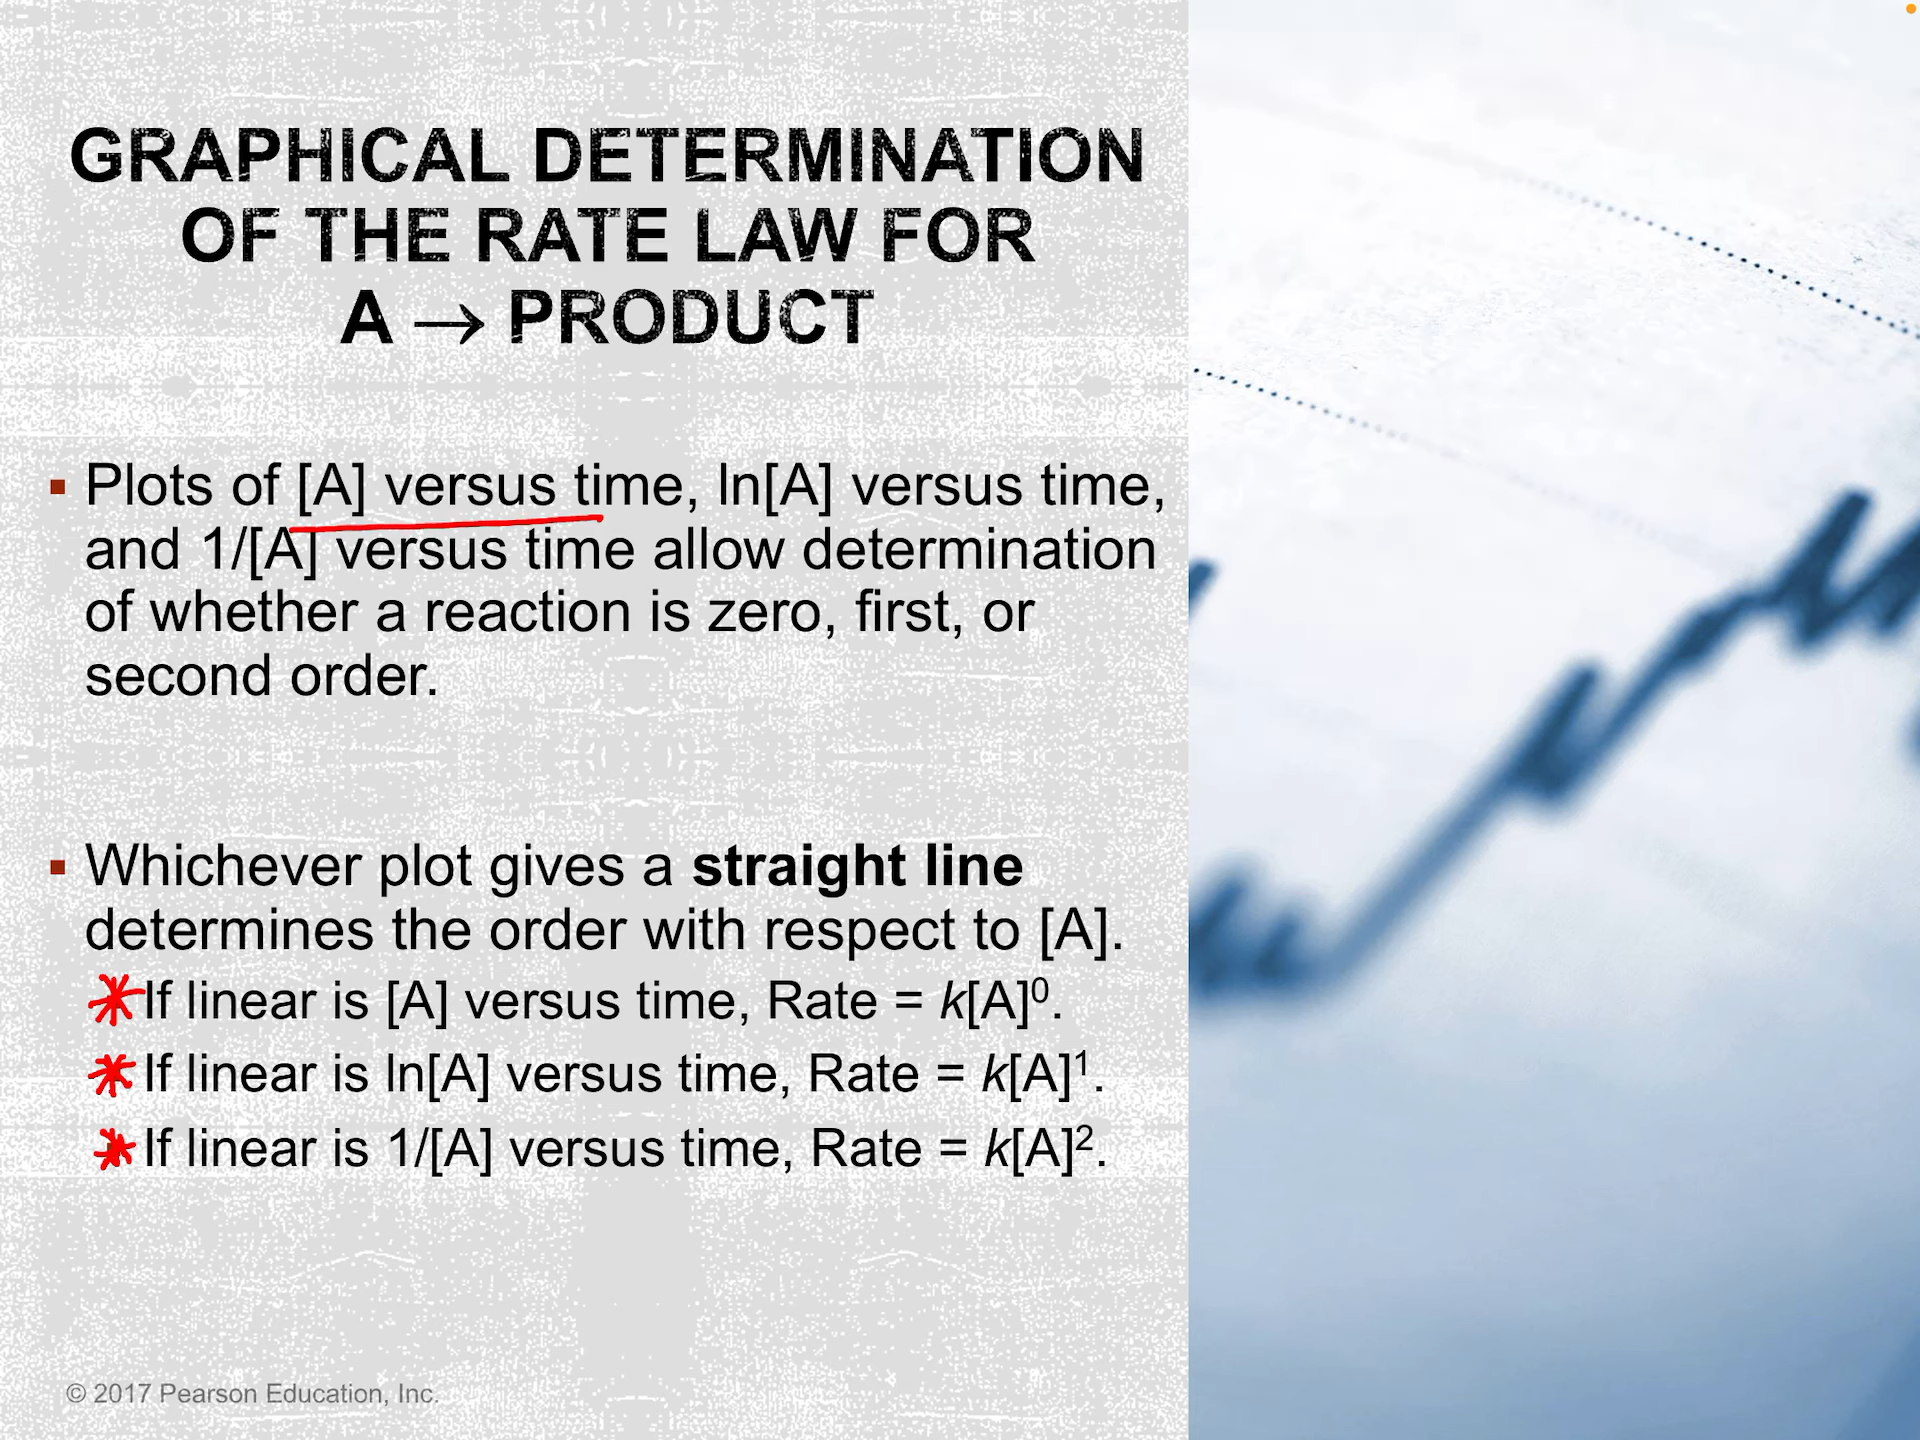 GRAPHICAL DETERMINATION
OF THE RATE LAW FOR
A → PRODUCT
▪ Plots of [A] versus time, ln[A] versus time,
and 1/[A] versus time allow determination
of whether a reaction is zero, first, or
second order.
▪ Whichever plot gives a straight line
determines the order with respect to [A].
* If linear is [A] versus time, Rate = k[A]⁰.
* If linear is ln[A] versus time, Rate = k[A]¹.
* If linear is 1/[A] versus time, Rate = k[A]².
© 2017 Pearson Education, Inc.